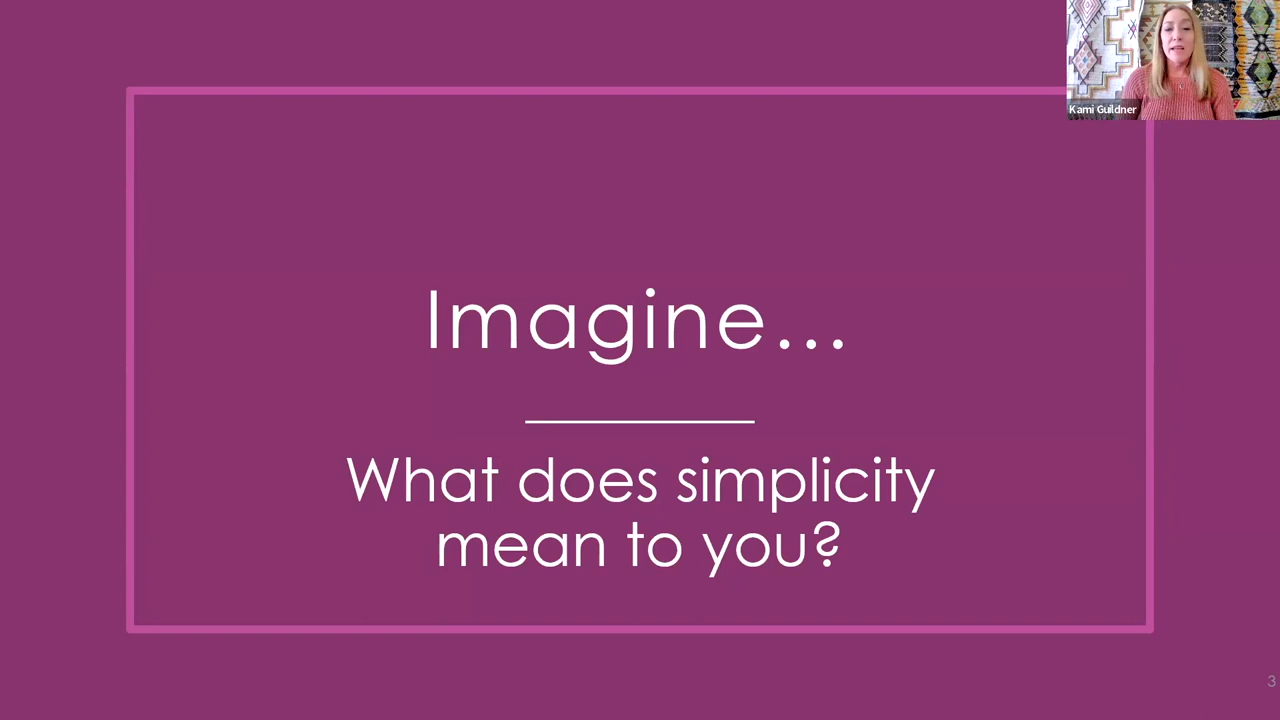 Kami Guildner
Imagine...
What does simplicity
mean to you?
3